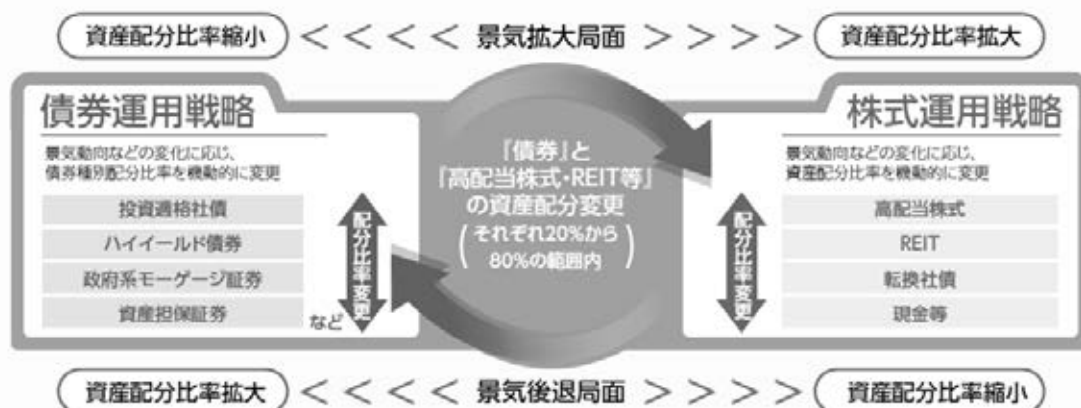 資産配分比率縮小 ＜ ＜ ＜ ＜ 景気拡大局面 ＞ ＞ ＞ ＞ 資産配分比率拡大
債券運用戦略
景気動向などの変化に応じ、
債券種別配分比率を機動的に変更
投資適格社債
ハイイールド債券
政府系モーゲージ証券
資産担保証券
など
配分比率変更
『債券』と
『高配当株式・REIT等』
の資産配分変更
(それぞれ20%から
80%の範囲内)
株式運用戦略
景気動向などの変化に応じ、
資産配分比率を機動的に変更
配分比率変更
高配当株式
REIT
転換社債
現金等
資産配分比率拡大 ＜ ＜ ＜ ＜ 景気後退局面 ＞ ＞ ＞ ＞ 資産配分比率縮小